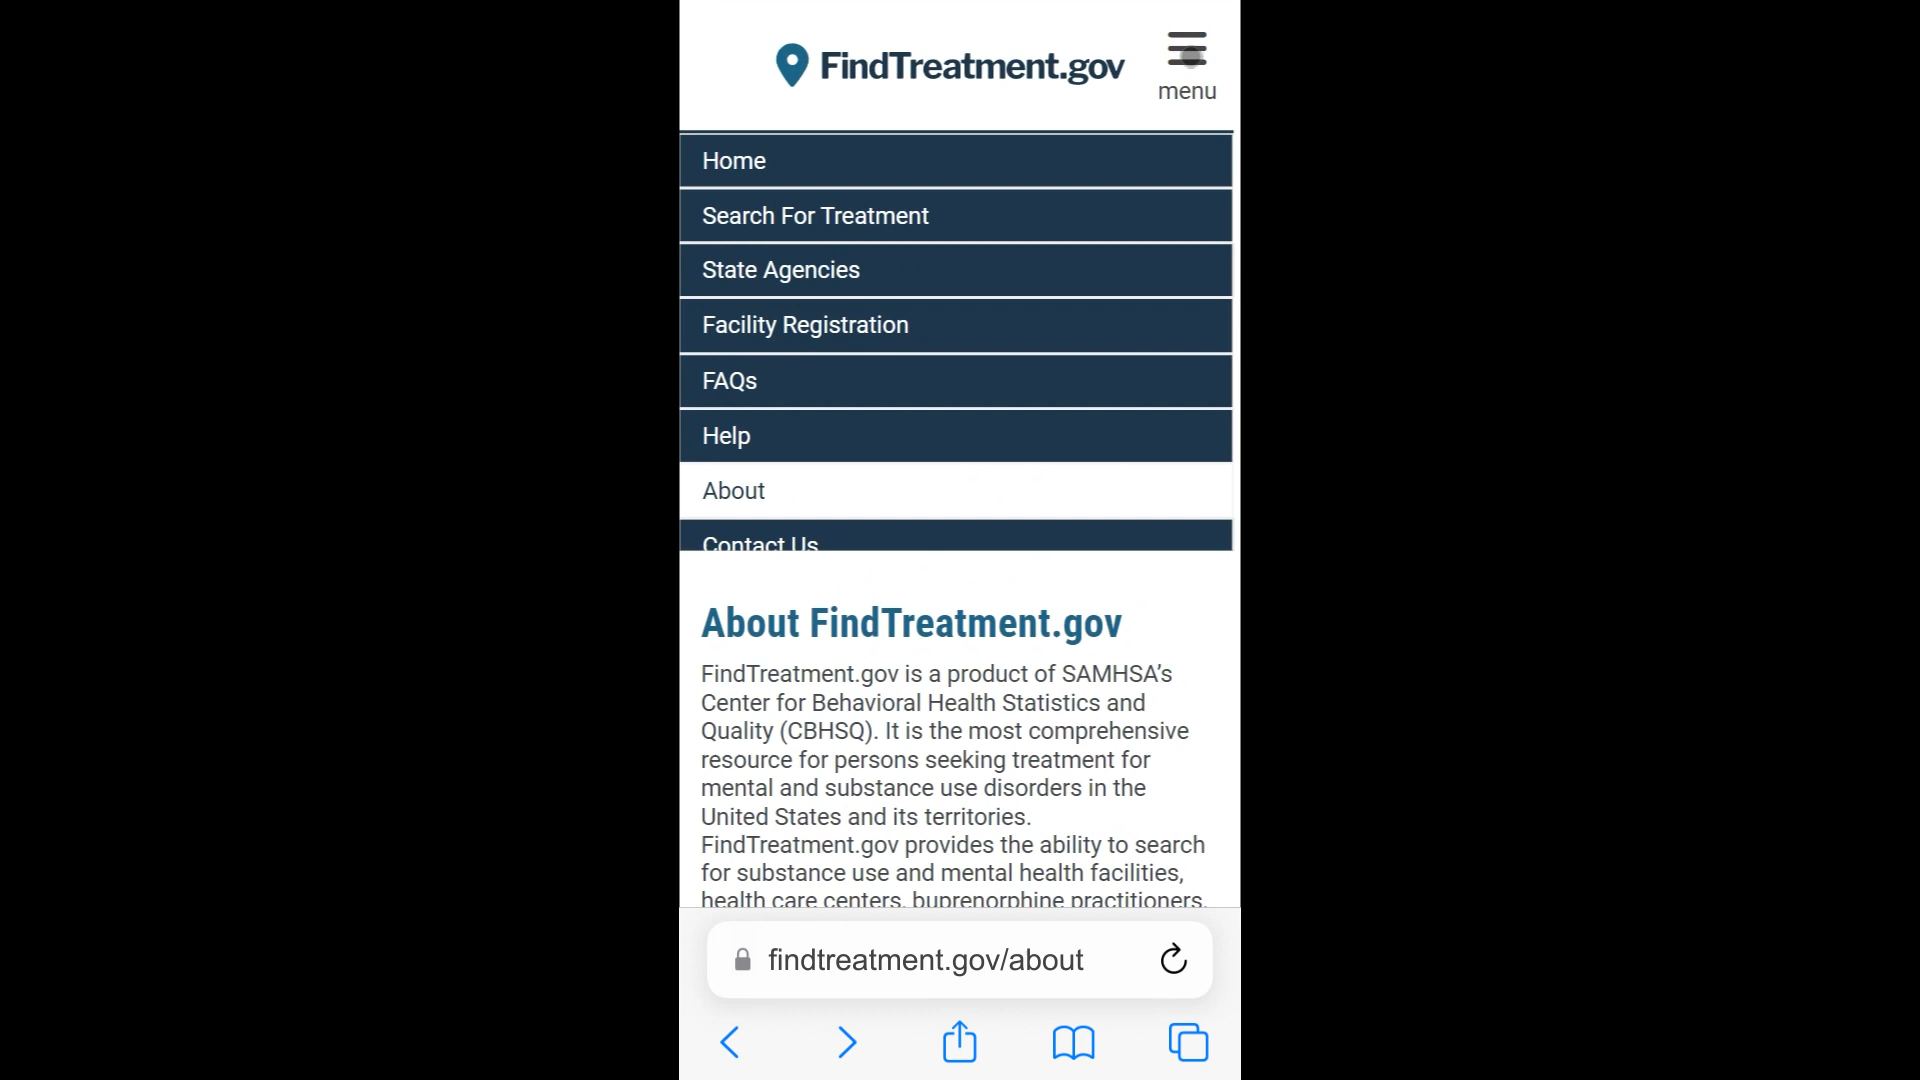 FindTreatment.gov
menu
Home
Search For Treatment
State Agencies
Facility Registration
FAQs
Help
About
Contact Us
About FindTreatment.gov
FindTreatment.gov is a product of SAMHSA’s
Center for Behavioral Health Statistics and
Quality (CBHSQ). It is the most comprehensive
resource for persons seeking treatment for
mental and substance use disorders in the
United States and its territories.
FindTreatment.gov provides the ability to search
for substance use and mental health facilities,
health care centers, buprenorphine practitioners,
findtreatment.gov/about